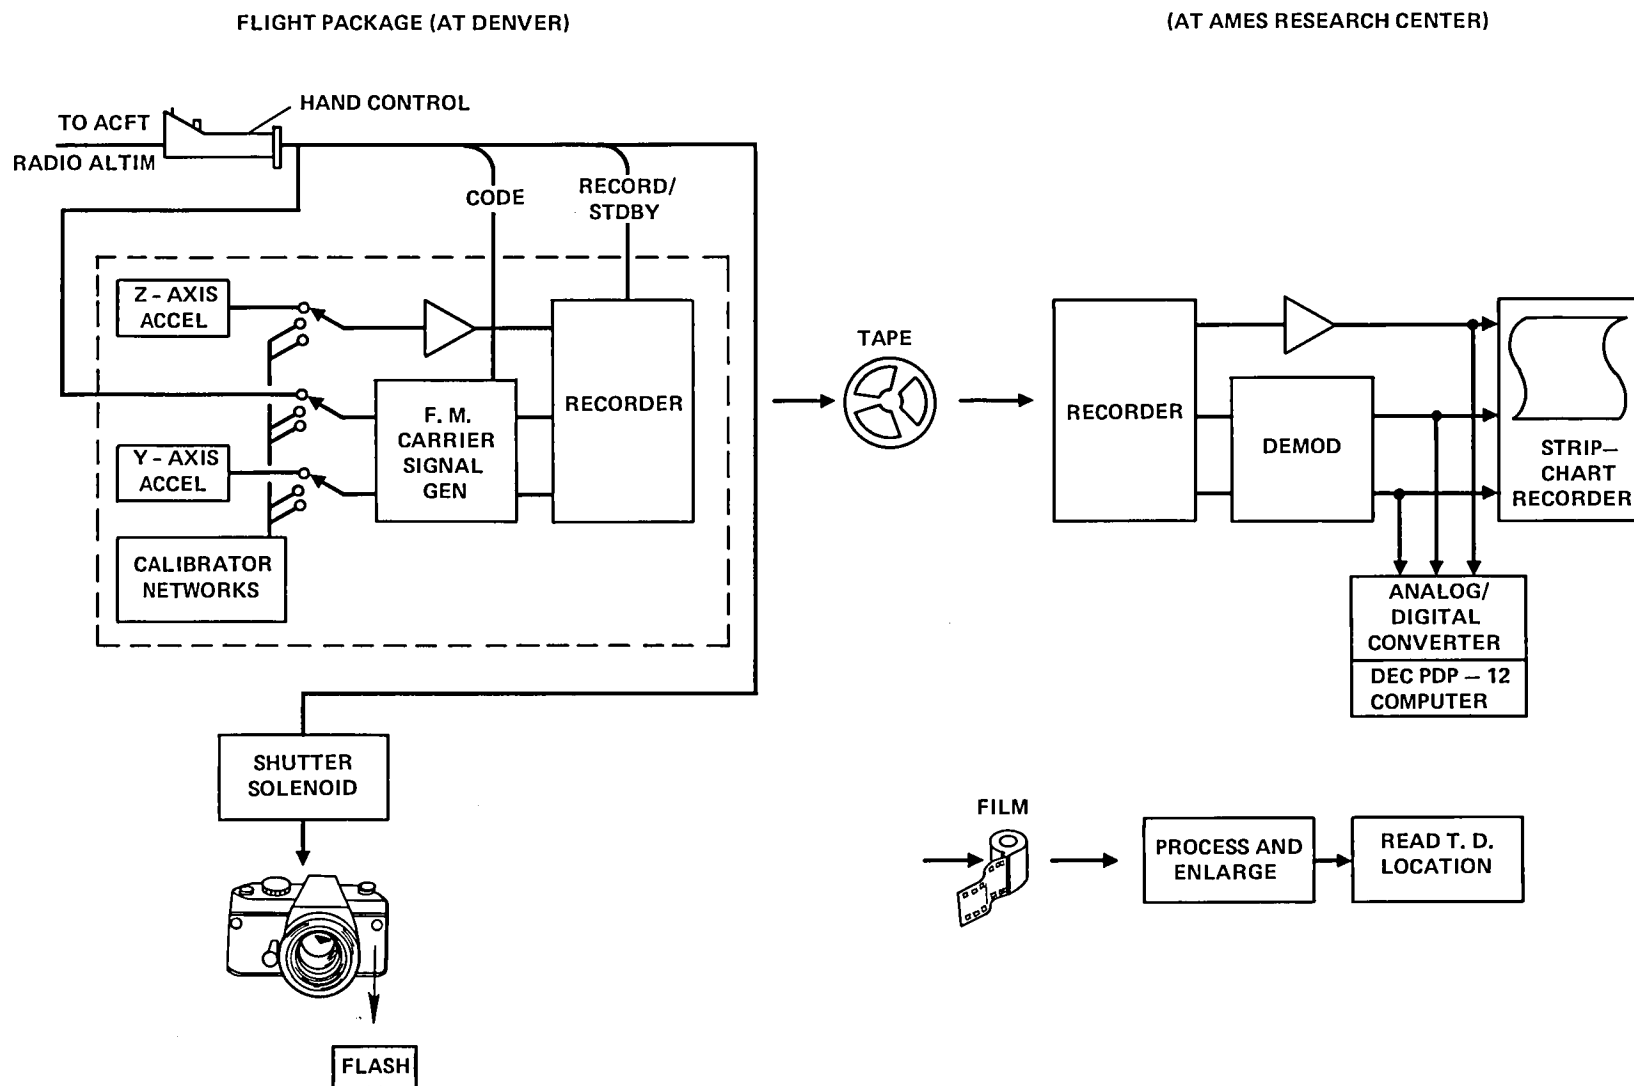 FLIGHT PACKAGE (AT DENVER)
(AT AMES RESEARCH CENTER)
HAND CONTROL
TO ACFT
RADIO ALTIM
CODE
RECORD/
STDBY
Z - AXIS
ACCEL
RECORDER
F. M.
CARRIER
SIGNAL
GEN
Y - AXIS
ACCEL
CALIBRATOR
NETWORKS
TAPE
RECORDER
DEMOD
STRIP—
CHART
RECORDER
ANALOG/
DIGITAL
CONVERTER
DEC PDP — 12
COMPUTER
SHUTTER
SOLENOID
FLASH
FILM
PROCESS AND
ENLARGE
READ T. D.
LOCATION